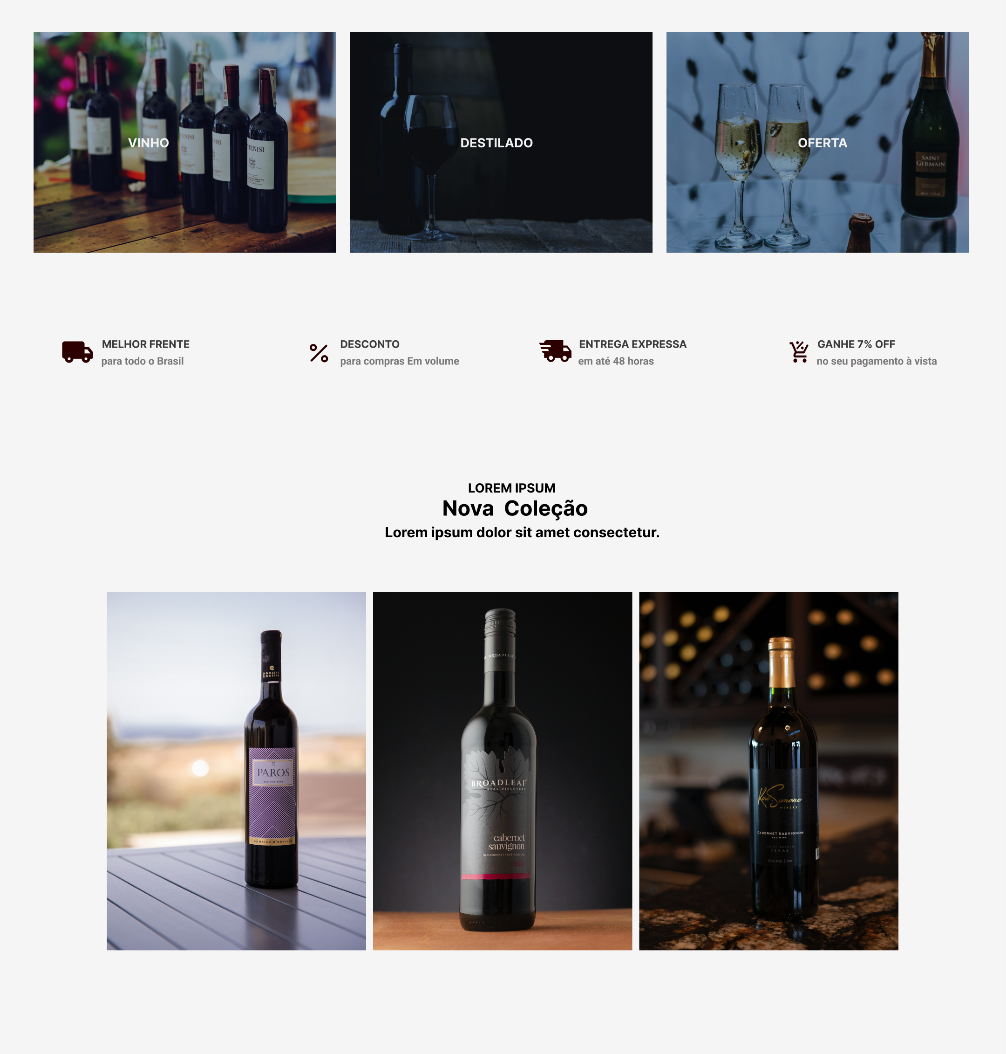 VINHO
DESTILADO
OFERTA
SAINT
GERMAIN
MELHOR FRENTE
para todo o Brasil
DESCONTO
para compras Em volume
ENTREGA EXPRESSA
em até 48 horas
GANHE 7% OFF
no seu pagamento à vista
LOREM IPSUM
Nova Coleção
Lorem ipsum dolor sit amet consectetur.
PAROS
BROADLEAF
cabernet
sauvignon
CABERNET SAUVIGNON